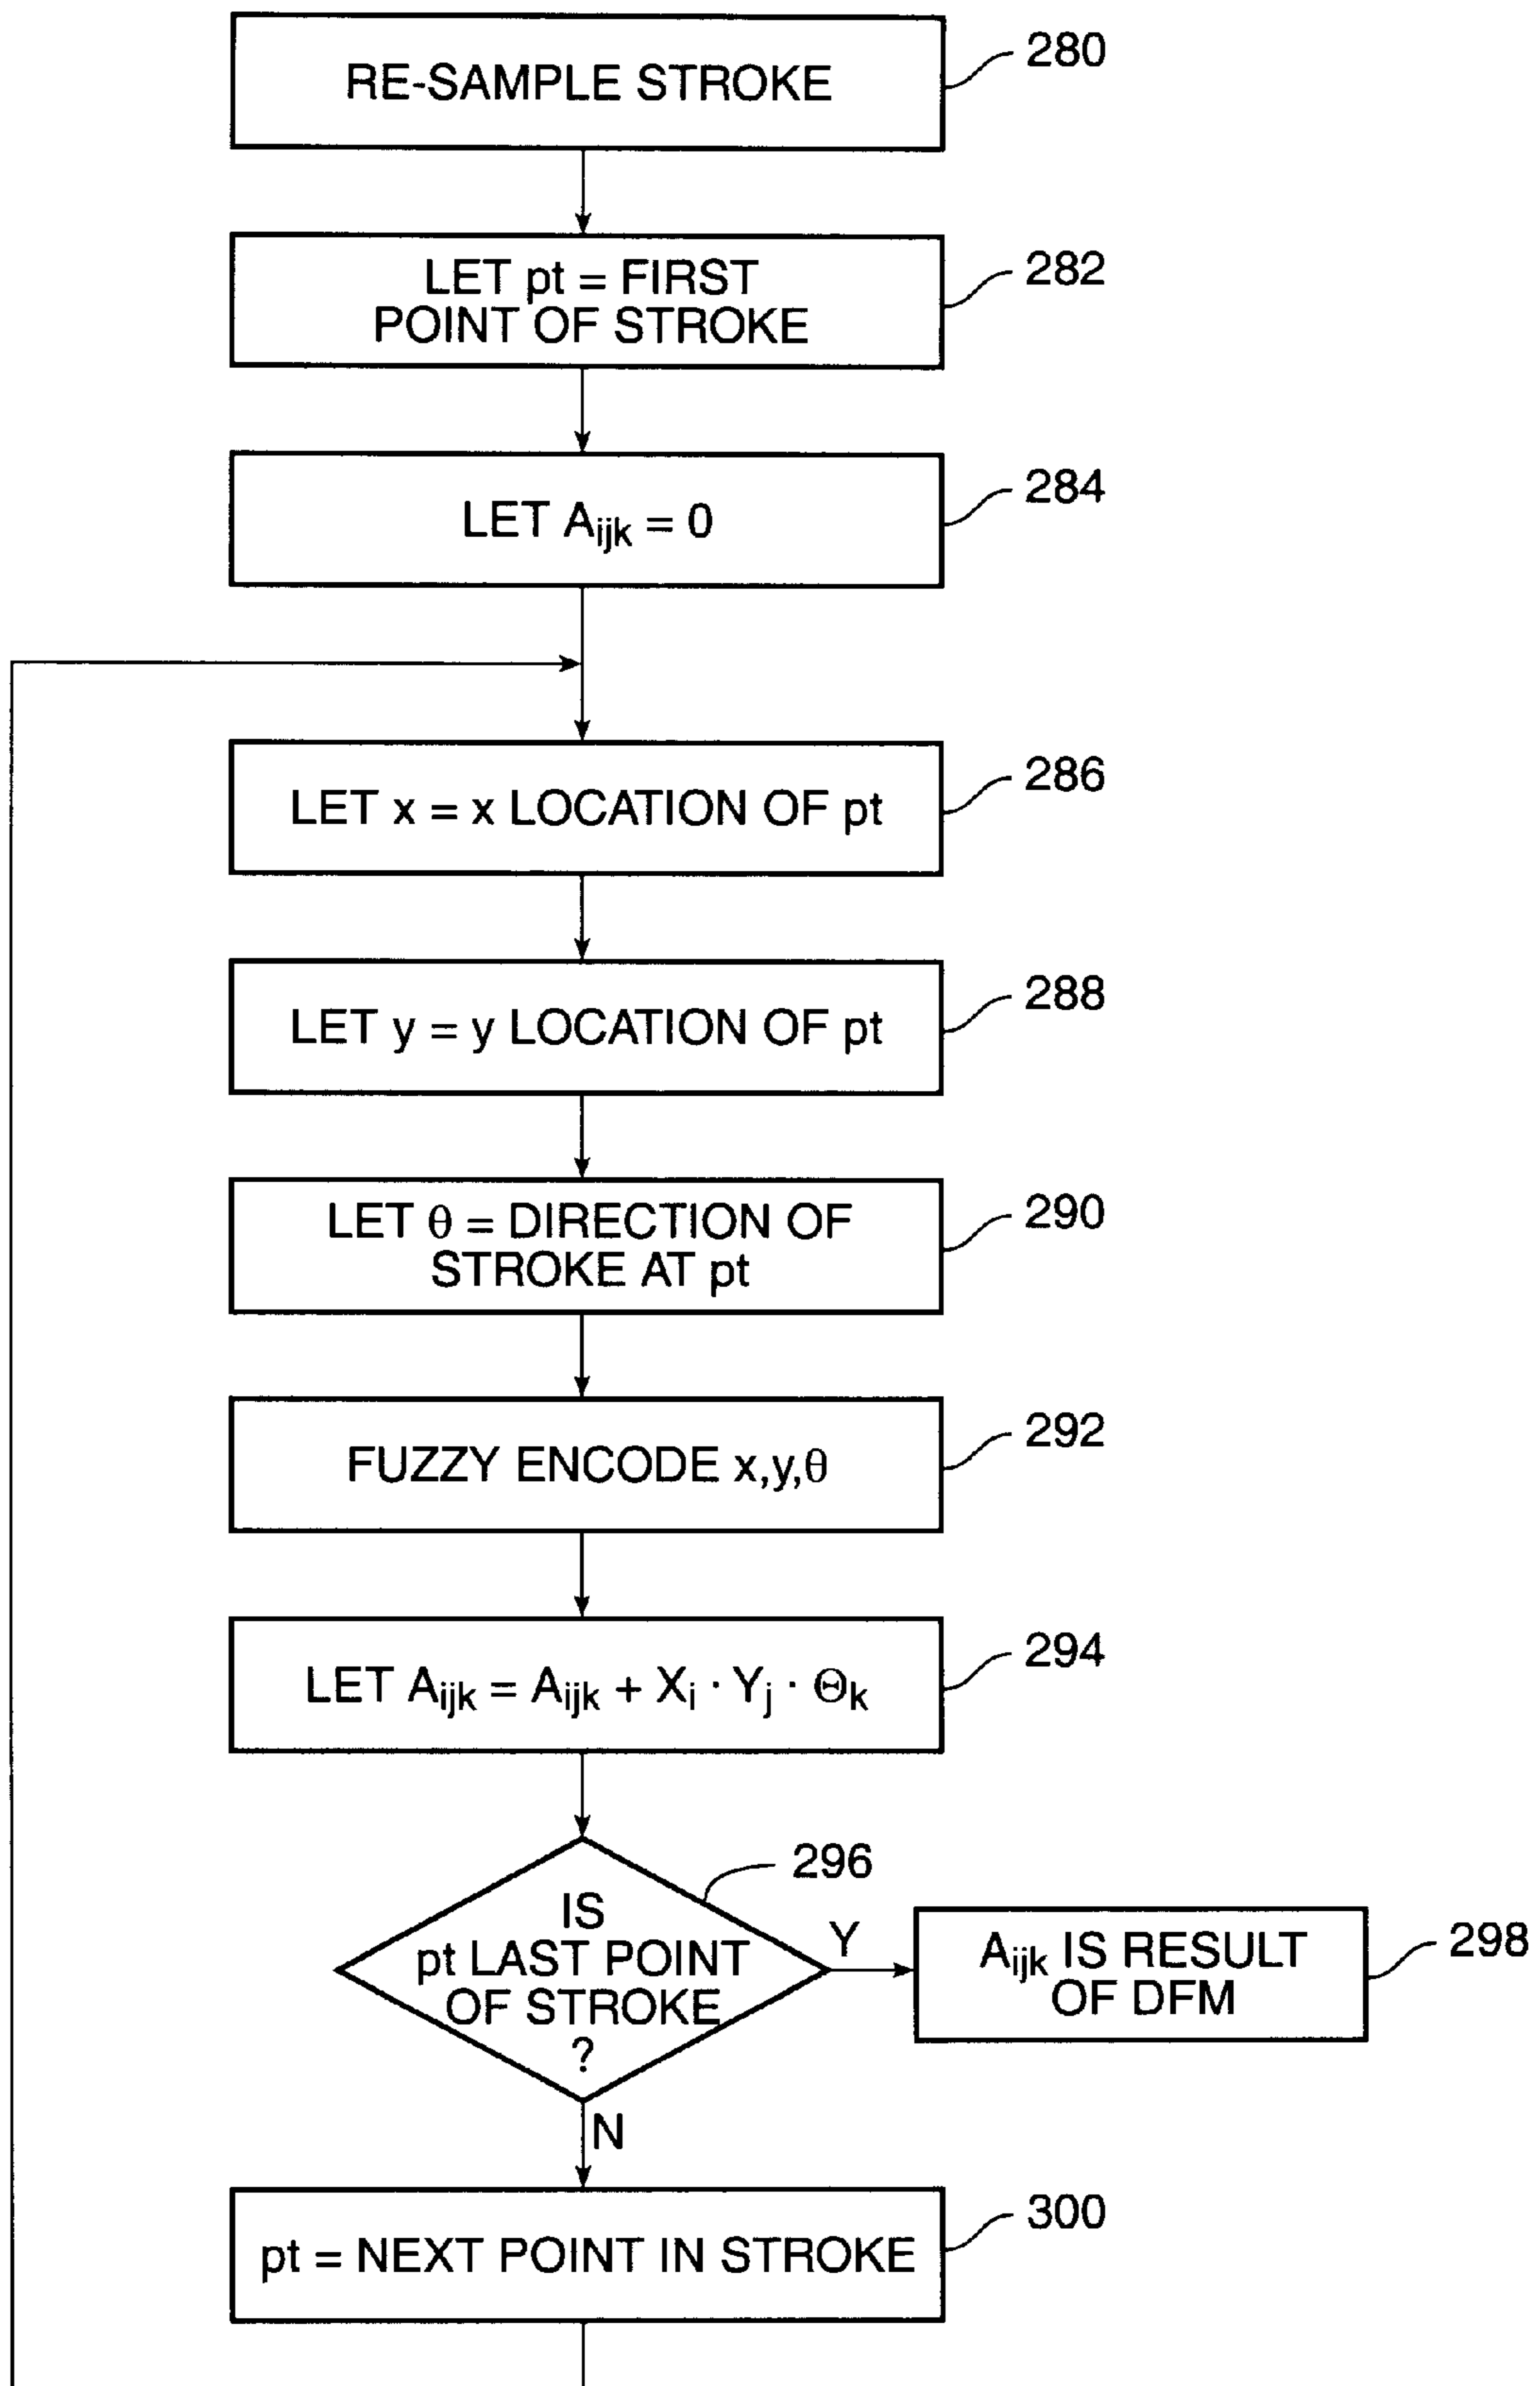 RE-SAMPLE STROKE
280
LET pt = FIRST
POINT OF STROKE
282
LET Aijk = 0
284
LET x = x LOCATION OF pt
286
LET y = y LOCATION OF pt
288
LET θ = DIRECTION OF
STROKE AT pt
290
FUZZY ENCODE x,y,θ
292
LET Aijk = Aijk + Xi · Yj · Θk
294
296
IS
pt LAST POINT
OF STROKE
?
Y
Aijk IS RESULT
OF DFM
298
N
pt = NEXT POINT IN STROKE
300